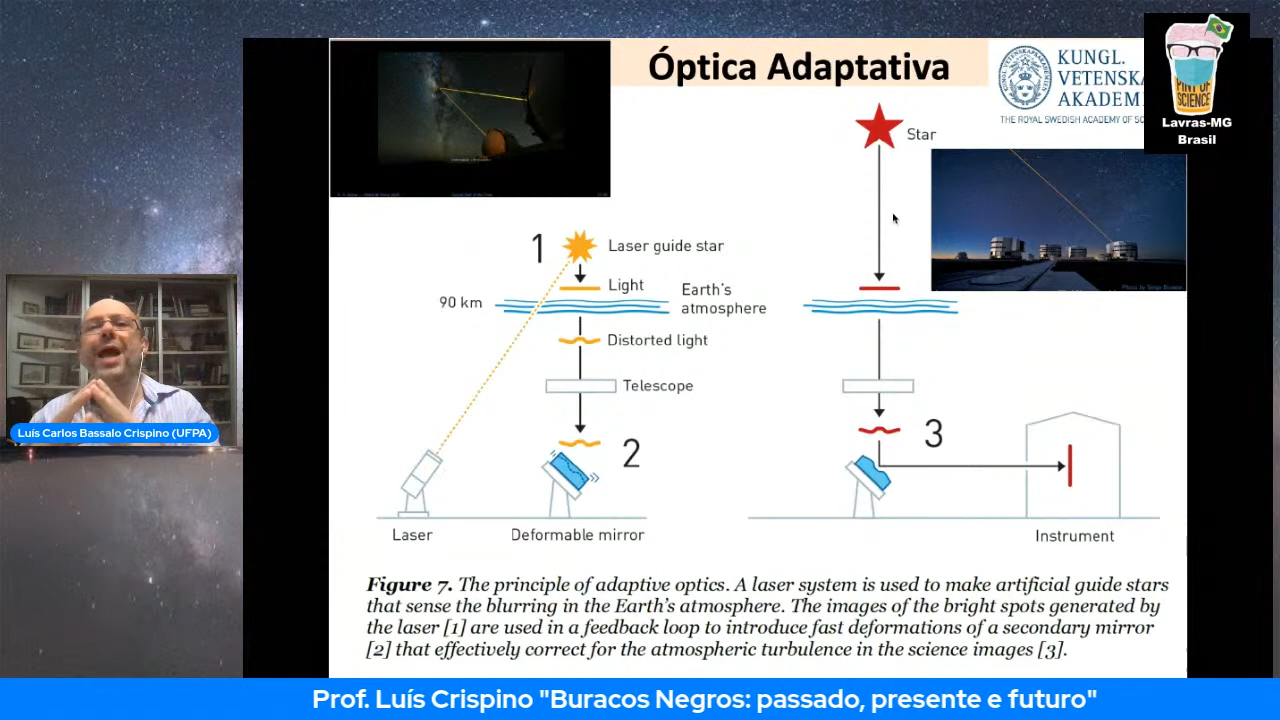 Óptica Adaptativa
KUNGL.
VETENSKA
AKADEM
THE ROYAL SWEDISH ACADEMY OF SC
PINT OF
SCIENCE
Lavras-MG
Brasil
Star
1
Laser guide star
Light
Earth's
atmosphere
90 km
Distorted light
Telescope
2
3
Laser
Deformable mirror
Instrument
Figure 7. The principle of adaptive optics. A laser system is used to make artificial guide stars
that sense the blurring in the Earth's atmosphere. The images of the bright spots generated by
the laser [1] are used in a feedback loop to introduce fast deformations of a secondary mirror
[2] that effectively correct for the atmospheric turbulence in the science images [3].
Luís Carlos Bassalo Crispino (UFPA)
Prof. Luís Crispino "Buracos Negros: passado, presente e futuro"